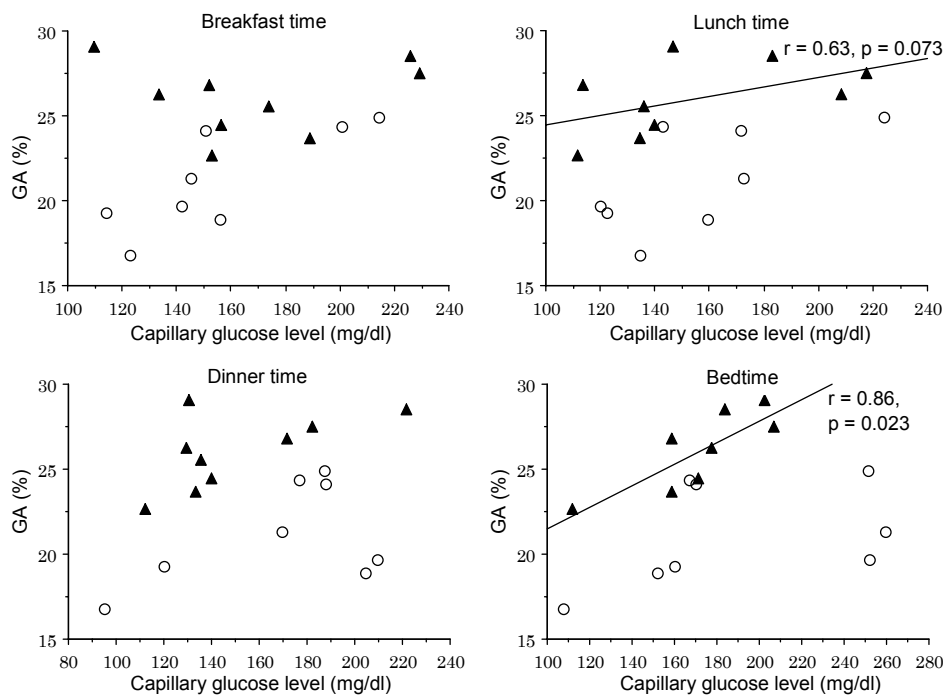 Breakfast time
30
25
20
15
GA (%)
100 120 140 160 180 200 220 240
Capillary glucose level (mg/dl)
Lunch time
r = 0.63, p = 0.073
30
25
20
15
GA (%)
100 120 140 160 180 200 220 240
Capillary glucose level (mg/dl)
Dinner time
30
25
20
15
GA (%)
80 100 120 140 160 180 200 220 240
Capillary glucose level (mg/dl)
Bedtime
r = 0.86,
p = 0.023
30
25
20
15
GA (%)
100 120 140 160 180 200 220 240 260 280
Capillary glucose level (mg/dl)